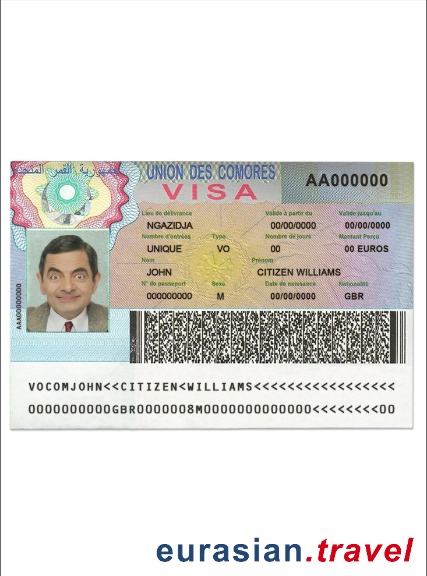 جمهورية القمر المتحدة
UNION DES COMORES
VISA
AA000000
Lieu de délivrance Valide à partir du Valide jusqu'au
NGAZIDJA 00/00/0000 00/00/0000
Nombre d'entrées Type Nombre de jours Montant Perçu
UNIQUE VO 00 00 EUROS
Nom Prénom
JOHN CITIZEN WILLIAMS
N° de passeport Sexe Date de naissance Nationalité
000000000 M 00/00/0000 GBR
AAA00000000
VOCOMJOHN<<CITIZEN<WILLIAMS<<<<<<<<<<<<<<<<<
0000000000GBR0000008M0000000000000<<<<<<<<00
eurasian.travel